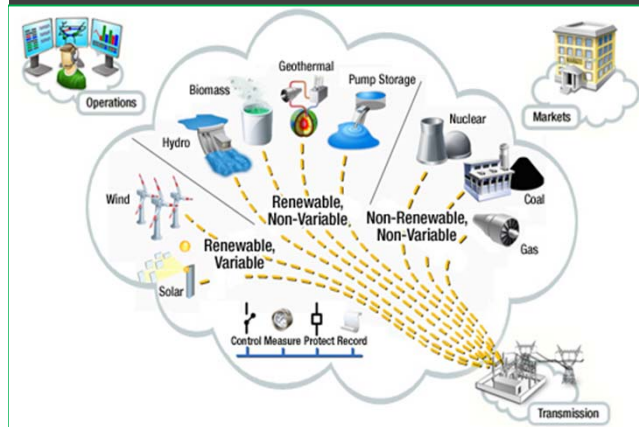 Operations
Markets
Geothermal
Pump Storage
Biomass
Nuclear
Hydro
Coal
Wind
Renewable,
Non-Variable
Non-Renewable,
Non-Variable
Gas
Renewable,
Variable
Solar
Control Measure Protect Record
Transmission